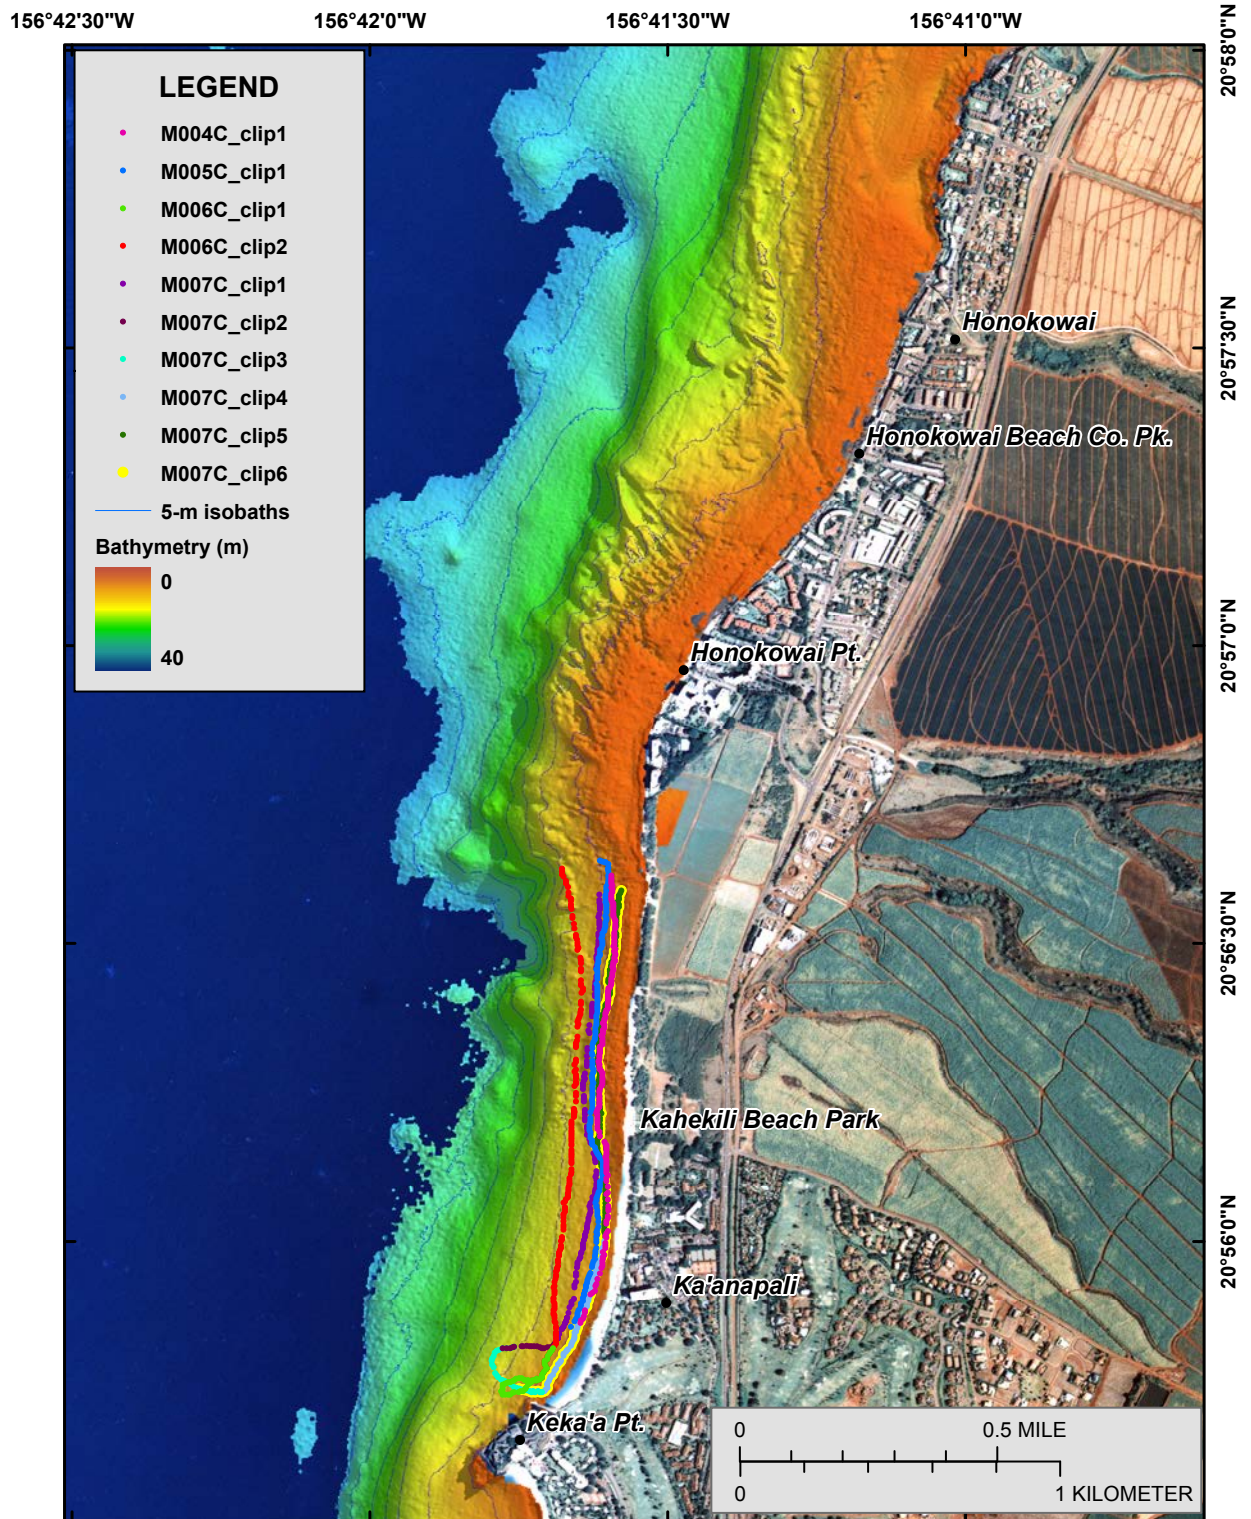 156°42'30"W 156°42'0"W 156°41'30"W 156°41'0"W
20°58'0"N
LEGEND
M004C_clip1
M005C_clip1
M006C_clip1
M006C_clip2
M007C_clip1
M007C_clip2
M007C_clip3
M007C_clip4
M007C_clip5
M007C_clip6
5-m isobaths
Bathymetry (m)
0
40
Honokowai
20°57'30"N
Honokowai Beach Co. Pk.
Honokowai Pt.
20°57'0"N
20°56'30"N
Kahekili Beach Park
20°56'0"N
Ka'anapali
Keka'a Pt.
0 0.5 MILE
0 1 KILOMETER